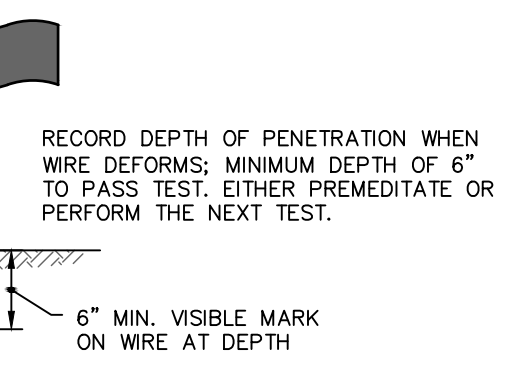 RECORD DEPTH OF PENETRATION WHEN
WIRE DEFORMS; MINIMUM DEPTH OF 6"
TO PASS TEST. EITHER PREMEDITATE OR
PERFORM THE NEXT TEST.
6" MIN. VISIBLE MARK
ON WIRE AT DEPTH